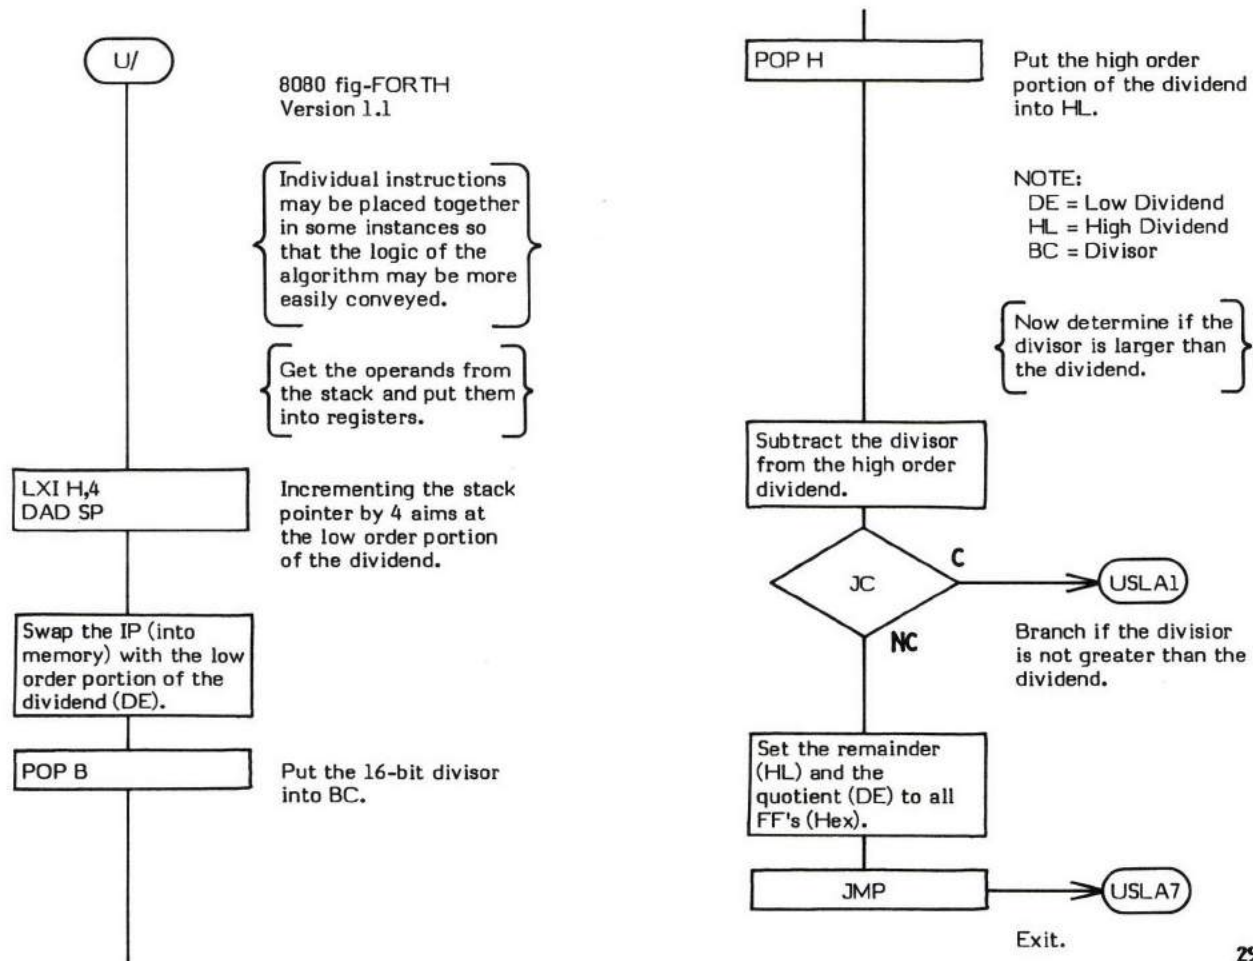 U/
8080 fig-FORTH
Version 1.1
Individual instructions
may be placed together
in some instances so
that the logic of the
algorithm may be more
easily conveyed.
Get the operands from
the stack and put them
into registers.
LXI H,4
DAD SP
Incrementing the stack
pointer by 4 aims at
the low order portion
of the dividend.
Swap the IP (into
memory) with the low
order portion of the
dividend (DE).
POP B
Put the 16-bit divisor
into BC.
POP H
Put the high order
portion of the dividend
into HL.
NOTE:
DE = Low Dividend
HL = High Dividend
BC = Divisor
Now determine if the
divisor is larger than
the dividend.
Subtract the divisor
from the high order
dividend.
JC
C
USLA1
NC
Branch if the divisior
is not greater than the
dividend.
Set the remainder
(HL) and the
quotient (DE) to all
FF's (Hex).
JMP
USLA7
Exit.
29